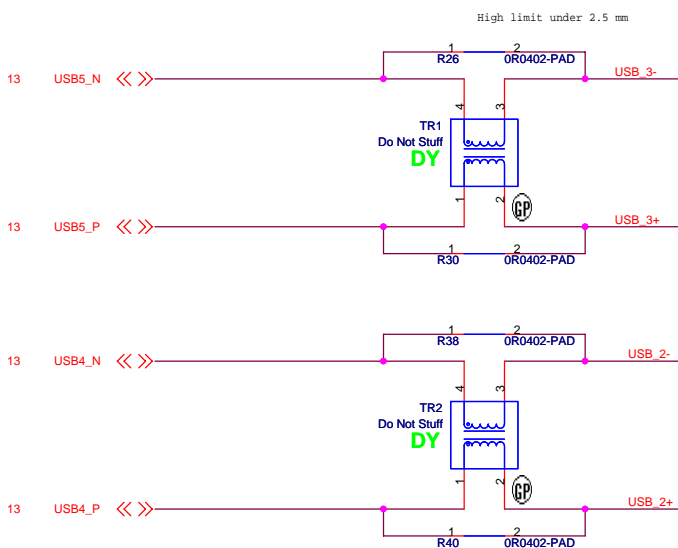 High limit under 2.5 mm
1 2
R26 0R0402-PAD
13 USB5_N USB_3-
4 3
TR1
Do Not Stuff
DY
1 2
GP
13 USB5_P USB_3+
1 2
R30 0R0402-PAD
1 2
R38 0R0402-PAD
13 USB4_N USB_2-
4 3
TR2
Do Not Stuff
DY
1 2
GP
13 USB4_P USB_2+
1 2
R40 0R0402-PAD